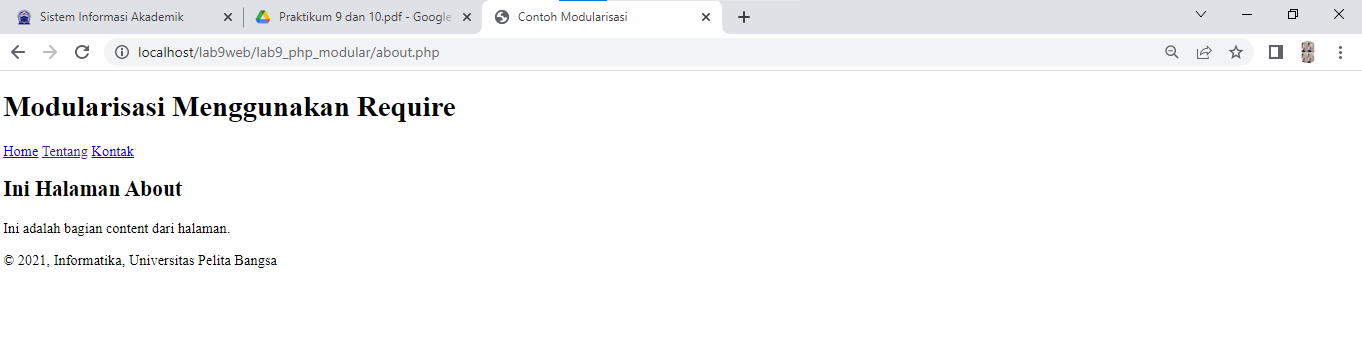 Sistem Informasi Akademik
Praktikum 9 dan 10.pdf - Google
Contoh Modularisasi
localhost/lab9web/lab9_php_modular/about.php
Modularisasi Menggunakan Require
Home Tentang Kontak
Ini Halaman About
Ini adalah bagian content dari halaman.
© 2021, Informatika, Universitas Pelita Bangsa